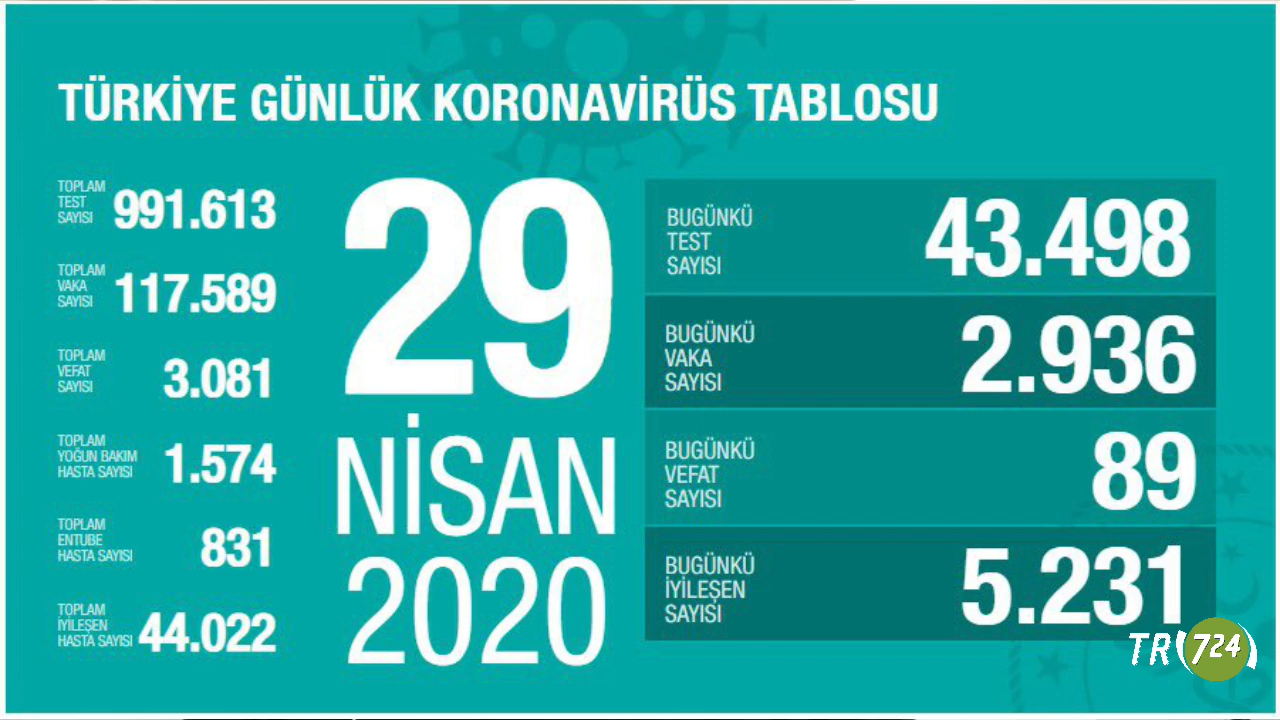 TÜRKİYE GÜNLÜK KORONAVİRÜS TABLOSU
TOPLAM
TEST
SAYISI
991.613
TOPLAM
VAKA
SAYISI
117.589
TOPLAM
VEFAT
SAYISI
3.081
TOPLAM
YOĞUN BAKIM
HASTA SAYISI
1.574
TOPLAM
ENTUBE
HASTA SAYISI
831
TOPLAM
İYİLEŞEN
HASTA SAYISI
44.022
29
NİSAN
2020
BUGÜNKÜ
TEST
SAYISI
43.498
BUGÜNKÜ
VAKA
SAYISI
2.936
BUGÜNKÜ
VEFAT
SAYISI
89
BUGÜNKÜ
İYİLEŞEN
SAYISI
5.231
TR724